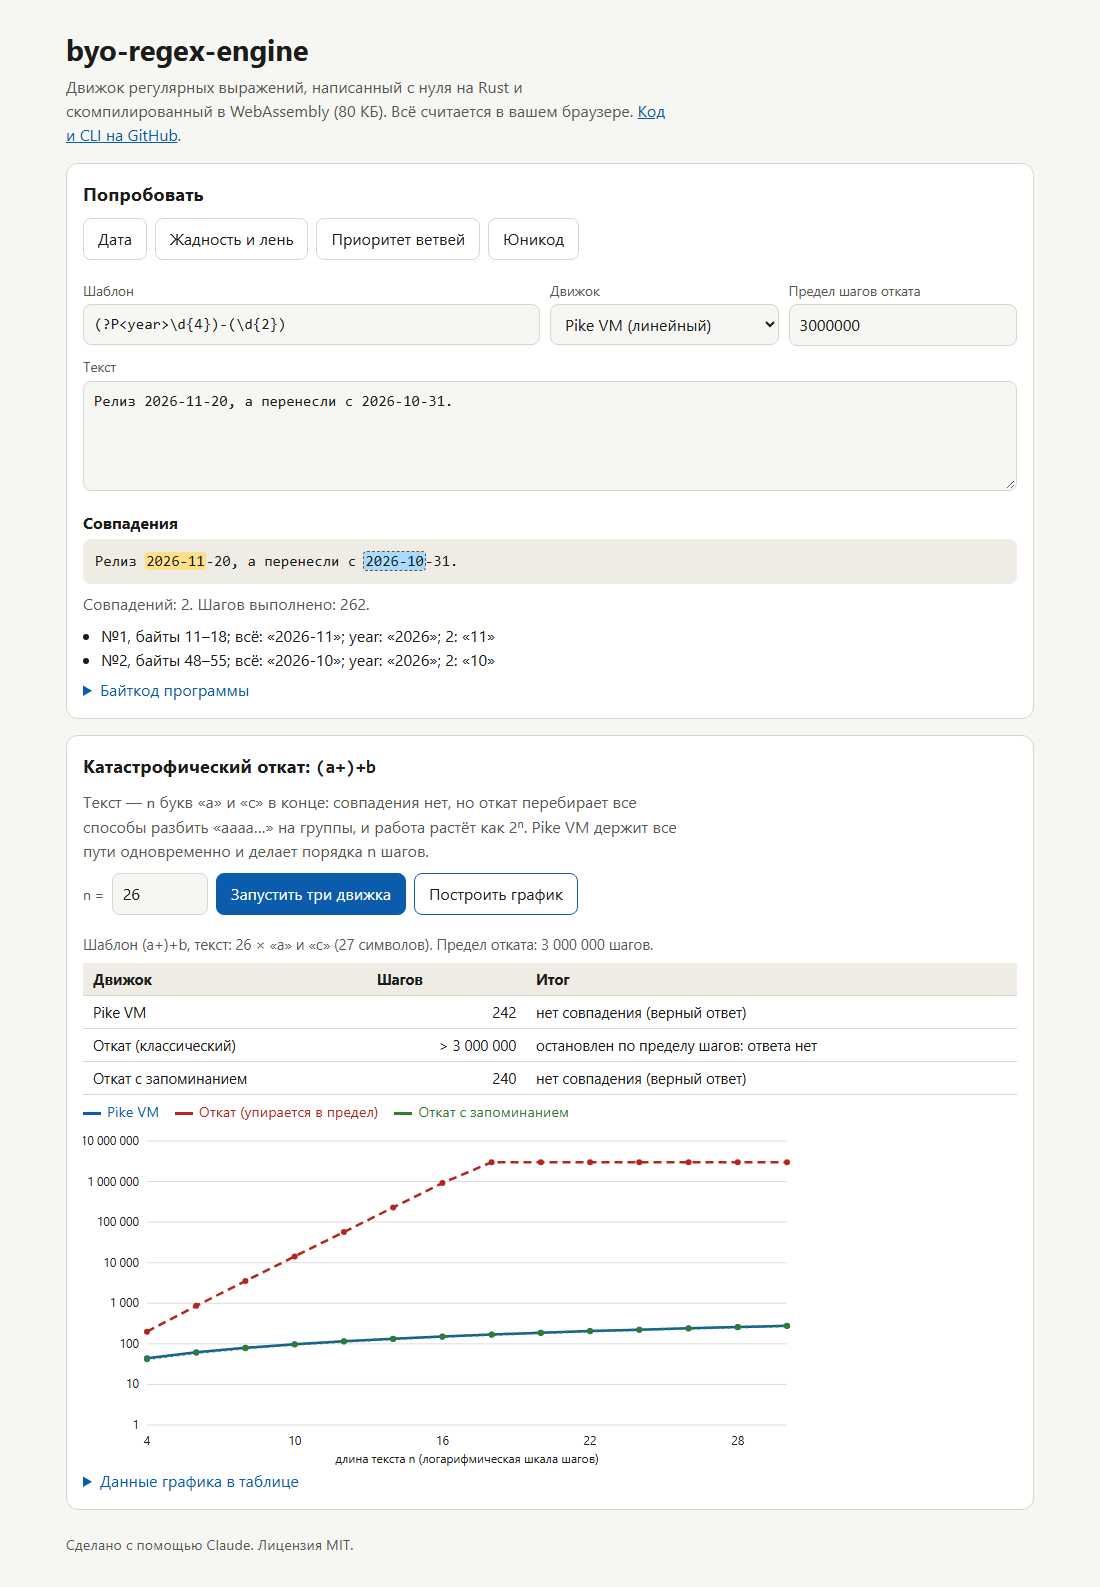 byo-regex-engine
Движок регулярных выражений, написанный с нуля на Rust и
скомпилированный в WebAssembly (80 КБ). Всё считается в вашем браузере. Код
и CLI на GitHub.
Попробовать
Дата
Жадность и лень
Приоритет ветвей
Юникод
Шаблон
Движок
Предел шагов отката
(?P<year>\d{4})-(\d{2})
Pike VM (линейный)
3000000
Текст
Релиз 2026-11-20, а перенесли с 2026-10-31.
Совпадения
Релиз 2026-11-20, а перенесли с 2026-10-31.
Совпадений: 2. Шагов выполнено: 262.
№1, байты 11–18; всё: «2026-11»; year: «2026»; 2: «11»
№2, байты 48–55; всё: «2026-10»; year: «2026»; 2: «10»
Байткод программы
Катастрофический откат: (a+)+b
Текст — n букв «a» и «c» в конце: совпадения нет, но откат перебирает все
способы разбить «aaaa…» на группы, и работа растёт как 2ⁿ. Pike VM держит все
пути одновременно и делает порядка n шагов.
n =
26
Запустить три движка
Построить график
Шаблон (a+)+b, текст: 26 × «a» и «c» (27 символов). Предел отката: 3 000 000 шагов.
Движок Шагов Итог
Pike VM 242 нет совпадения (верный ответ)
Откат (классический) > 3 000 000 остановлен по пределу шагов: ответа нет
Откат с запоминанием 240 нет совпадения (верный ответ)
Pike VM
Откат (упирается в предел)
Откат с запоминанием
10 000 000
1 000 000
100 000
10 000
1 000
100
10
1
4 10 16 22 28
длина текста n (логарифмическая шкала шагов)
Данные графика в таблице
Сделано с помощью Claude. Лицензия MIT.